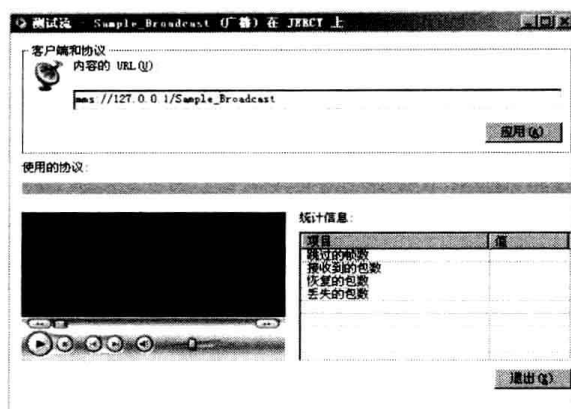 测试流 - Sample_Broadcast (广播) 在 JERCY 上
客户端和协议
内容的 URL(U)
mms://127.0.0.1/Sample_Broadcast
应用(A)
使用的协议:
统计信息:
项目 值
跳过的帧数
接收到的包数
恢复的包数
丢失的包数
退出(X)